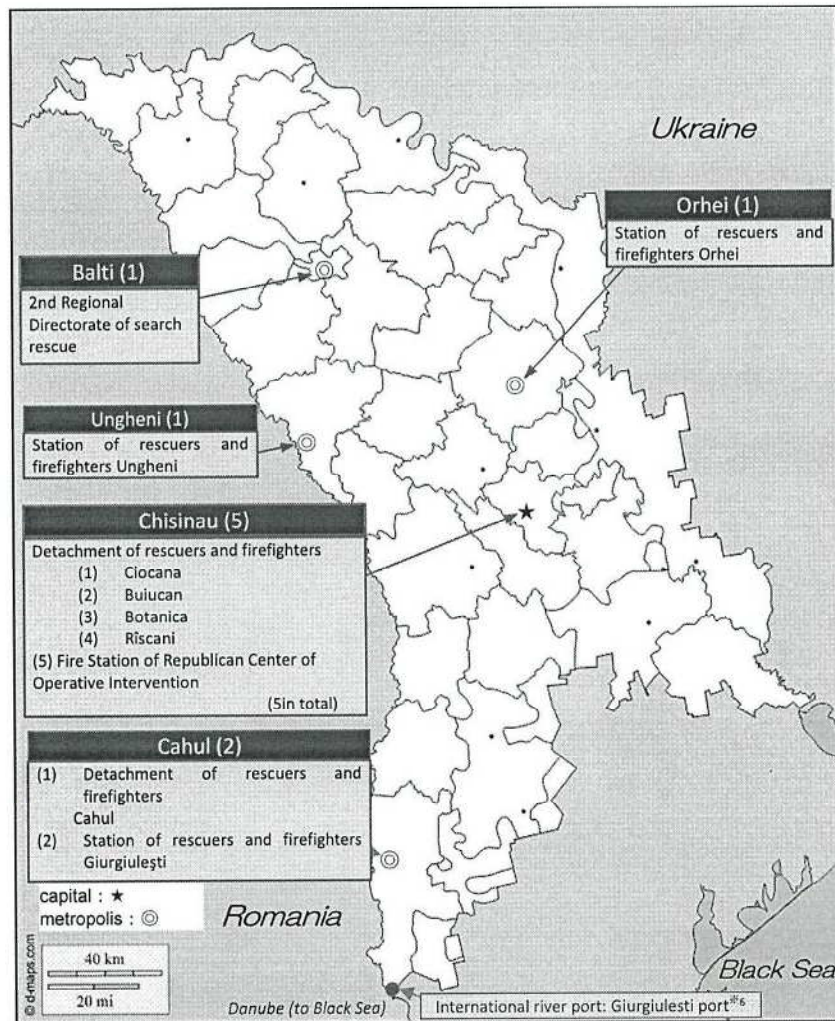 Ukraine
Orhei (1)
Station of rescuers and
firefighters Orhei
Balti (1)
2nd Regional
Directorate of search
rescue
Ungheni (1)
Station of rescuers and
firefighters Ungheni
Chisinau (5)
Detachment of rescuers and firefighters
(1) Ciocana
(2) Buiucan
(3) Botanica
(4) Rîscani
(5) Fire Station of Republican Center of
Operative Intervention
(5in total)
Cahul (2)
(1) Detachment of rescuers and
firefighters
Cahul
(2) Station of rescuers and firefighters
Giurgiuleşti
capital : ★
metropolis : ◎
Romania
© d-maps.com
40 km
20 mi
Black Sea
Danube (to Black Sea)
International river port: Giurgiulesti port※6